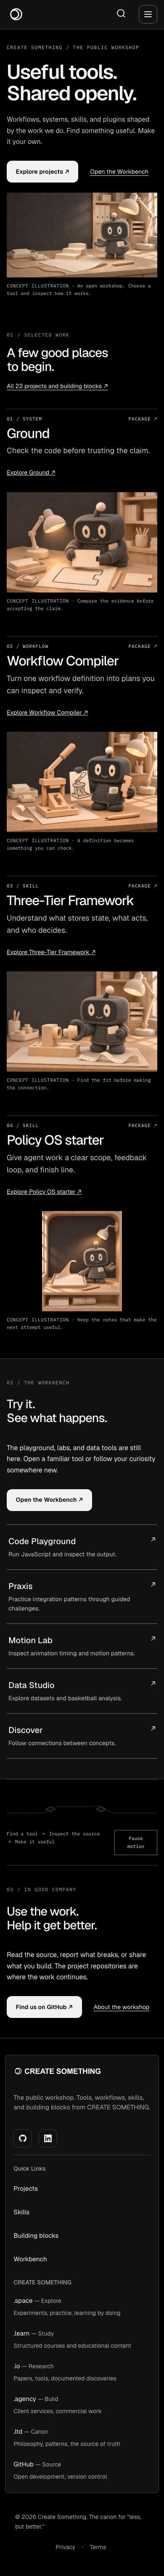 CREATE SOMETHING / THE PUBLIC WORKSHOP
Useful tools.
Shared openly.
Workflows, systems, skills, and plugins shaped
by the work we do. Find something useful. Make
it your own.
Explore projects ↗
Open the Workbench
CONCEPT ILLUSTRATION · An open workshop. Choose a
tool and inspect how it works.
01 / SELECTED WORK
A few good places
to begin.
All 22 projects and building blocks ↗
01 / SYSTEM
PACKAGE ↗
Ground
Check the code before trusting the claim.
Explore Ground ↗
CONCEPT ILLUSTRATION · Compare the evidence before
accepting the claim.
02 / WORKFLOW
PACKAGE ↗
Workflow Compiler
Turn one workflow definition into plans you
can inspect and verify.
Explore Workflow Compiler ↗
CONCEPT ILLUSTRATION · A definition becomes
something you can check.
03 / SKILL
PACKAGE ↗
Three-Tier Framework
Understand what stores state, what acts,
and who decides.
Explore Three-Tier Framework ↗
CONCEPT ILLUSTRATION · Find the fit before making
the connection.
04 / SKILL
PACKAGE ↗
Policy OS starter
Give agent work a clear scope, feedback
loop, and finish line.
Explore Policy OS starter ↗
CONCEPT ILLUSTRATION · Keep the notes that make the
next attempt useful.
02 / THE WORKBENCH
Try it.
See what happens.
The playground, labs, and data tools are still
here. Open a familiar tool or follow your curiosity
somewhere new.
Open the Workbench ↗
Code Playground ↗
Run JavaScript and inspect the output.
Praxis ↗
Practice integration patterns through guided
challenges.
Motion Lab ↗
Inspect animation timing and motion patterns.
Data Studio ↗
Explore datasets and basketball analysis.
Discover ↗
Follow connections between concepts.
Find a tool → Inspect the source
→ Make it useful
Pause
motion
03 / IN GOOD COMPANY
Use the work.
Help it get better.
Read the source, report what breaks, or share
what you build. The project repositories are
where the work continues.
Find us on GitHub ↗
About the workshop
CREATE SOMETHING
The public workshop. Tools, workflows, skills,
and building blocks from CREATE SOMETHING.
Quick Links
Projects
Skills
Building blocks
Workbench
CREATE SOMETHING
.space — Explore
Experiments, practice, learning by doing
.learn — Study
Structured courses and educational content
.io — Research
Papers, tools, documented discoveries
.agency — Build
Client services, commercial work
.ltd — Canon
Philosophy, patterns, the source of truth
GitHub — Source
Open development, version control
© 2026 Create Something. The canon for "less,
but better."
Privacy · Terms